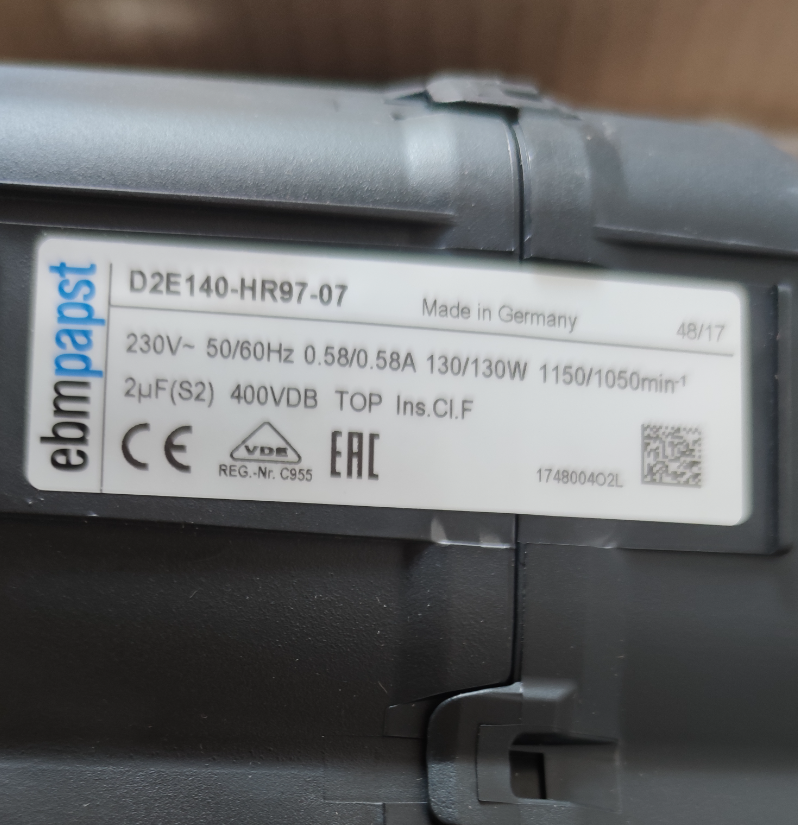 ebmpapst
D2E140-HR97-07 Made in Germany 48/17
230V~ 50/60Hz 0.58/0.58A 130/130W 1150/1050min-¹
2µF(S2) 400VDB TOP Ins.Cl.F
CE VDE EAC
REG.-Nr. C955 1748004O2L